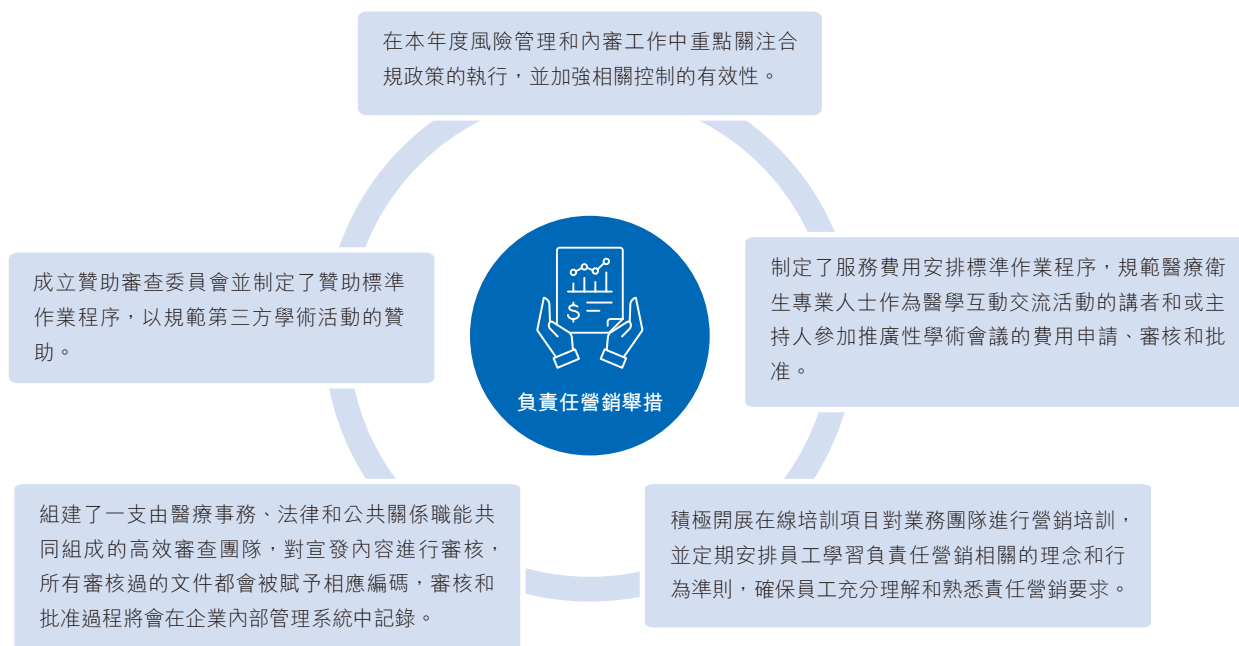 在本年度風險管理和內審工作中重點關注合
規政策的執行，並加強相關控制的有效性。
成立贊助審查委員會並制定了贊助標準
作業程序，以規範第三方學術活動的贊
助。
制定了服務費用安排標準作業程序，規範醫療衛
生專業人士作為醫學互動交流活動的講者和或主
持人參加推廣性學術會議的費用申請、審核和批
准。
$
負責任營銷舉措
組建了一支由醫療事務、法律和公共關係職能共
同組成的高效審查團隊，對宣發內容進行審核，
所有審核過的文件都會被賦予相應編碼，審核和
批准過程將會在企業內部管理系統中記錄。
積極開展在線培訓項目對業務團隊進行營銷培訓，
並定期安排員工學習負責任營銷相關的理念和行
為準則，確保員工充分理解和熟悉責任營銷要求。